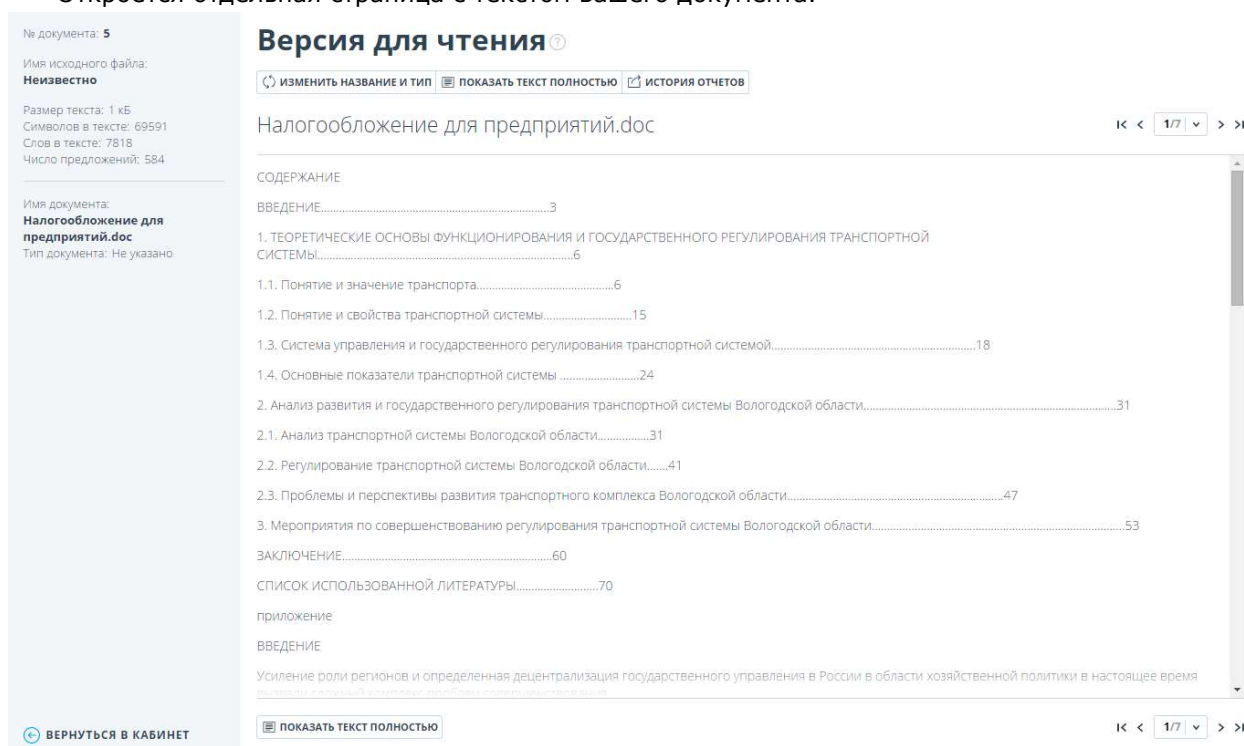 Откроется отдельная страница с текстом вашего документа.
№ документа: 5
Имя исходного файла:
Неизвестно
Размер текста: 1 кБ
Символов в тексте: 69591
Слов в тексте: 7818
Число предложений: 584
Имя документа:
Налогообложение для
предприятий.doc
Тип документа: Не указано
ВЕРНУТЬСЯ В КАБИНЕТ
Версия для чтения
ИЗМЕНИТЬ НАЗВАНИЕ И ТИП ПОКАЗАТЬ ТЕКСТ ПОЛНОСТЬЮ ИСТОРИЯ ОТЧЕТОВ
Налогообложение для предприятий.doc 1/7
СОДЕРЖАНИЕ
ВВЕДЕНИЕ............................................................................3
1. ТЕОРЕТИЧЕСКИЕ ОСНОВЫ ФУНКЦИОНИРОВАНИЯ И ГОСУДАРСТВЕННОГО РЕГУЛИРОВАНИЯ ТРАНСПОРТНОЙ
СИСТЕМЫ.....................................................................................6
1.1. Понятие и значение транспорта..............................................6
1.2. Понятие и свойства транспортной системы.............................15
1.3. Система управления и государственного регулирования транспортной системой....................................................................18
1.4. Основные показатели транспортной системы ..........................24
2. Анализ развития и государственного регулирования транспортной системы Вологодской области.....................................................................................31
2.1. Анализ транспортной системы Вологодской области.................31
2.2. Регулирование транспортной системы Вологодской области.......41
2.3. Проблемы и перспективы развития транспортного комплекса Вологодской области........................................................................47
3. Мероприятия по совершенствованию регулирования транспортной системы Вологодской области.....................................................................................53
ЗАКЛЮЧЕНИЕ......................................................................60
СПИСОК ИСПОЛЬЗОВАННОЙ ЛИТЕРАТУРЫ...........................70
приложение
ВВЕДЕНИЕ
Усиление роли регионов и определенная децентрализация государственного управления в России в области хозяйственной политики в настоящее время
ПОКАЗАТЬ ТЕКСТ ПОЛНОСТЬЮ 1/7